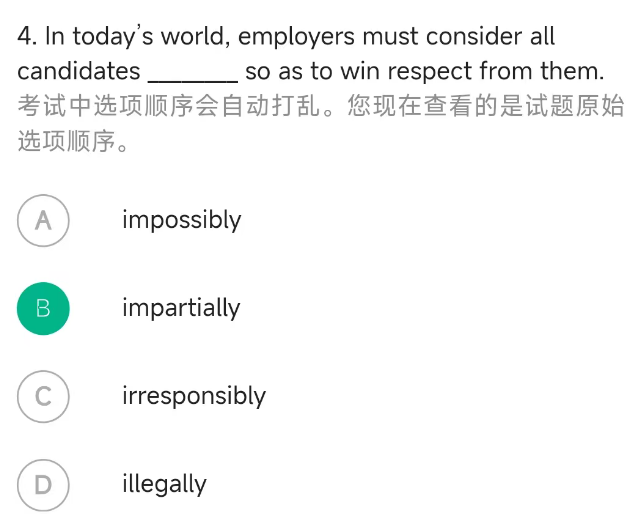 4. In today's world, employers must consider all
candidates ________ so as to win respect from them.
考试中选项顺序会自动打乱。您现在查看的是试题原始
选项顺序。
A impossibly
B impartially
C irresponsibly
D illegally